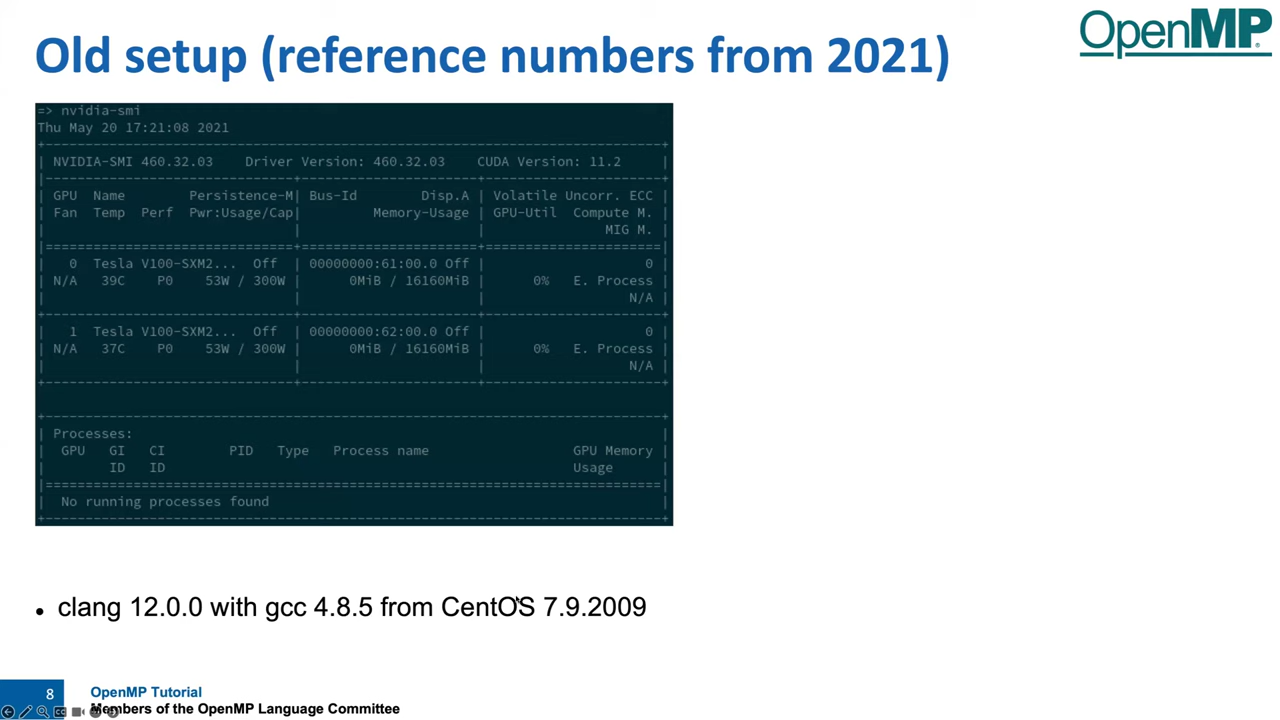 Old setup (reference numbers from 2021)
OpenMP
=> nvidia-smi
Thu May 20 17:21:08 2021
NVIDIA-SMI 460.32.03 Driver Version: 460.32.03 CUDA Version: 11.2
GPU Name Persistence-M| Bus-Id Disp.A | Volatile Uncorr. ECC
Fan Temp Perf Pwr:Usage/Cap| Memory-Usage | GPU-Util Compute M.
MIG M.
0 Tesla V100-SXM2... Off | 00000000:61:00.0 Off | 0
N/A 39C P0 53W / 300W | 0MiB / 16160MiB | 0% E. Process
N/A
1 Tesla V100-SXM2... Off | 00000000:62:00.0 Off | 0
N/A 37C P0 53W / 300W | 0MiB / 16160MiB | 0% E. Process
N/A
Processes:
GPU GI CI PID Type Process name GPU Memory
ID ID Usage
No running processes found
• clang 12.0.0 with gcc 4.8.5 from CentOS 7.9.2009
8
OpenMP Tutorial
Members of the OpenMP Language Committee